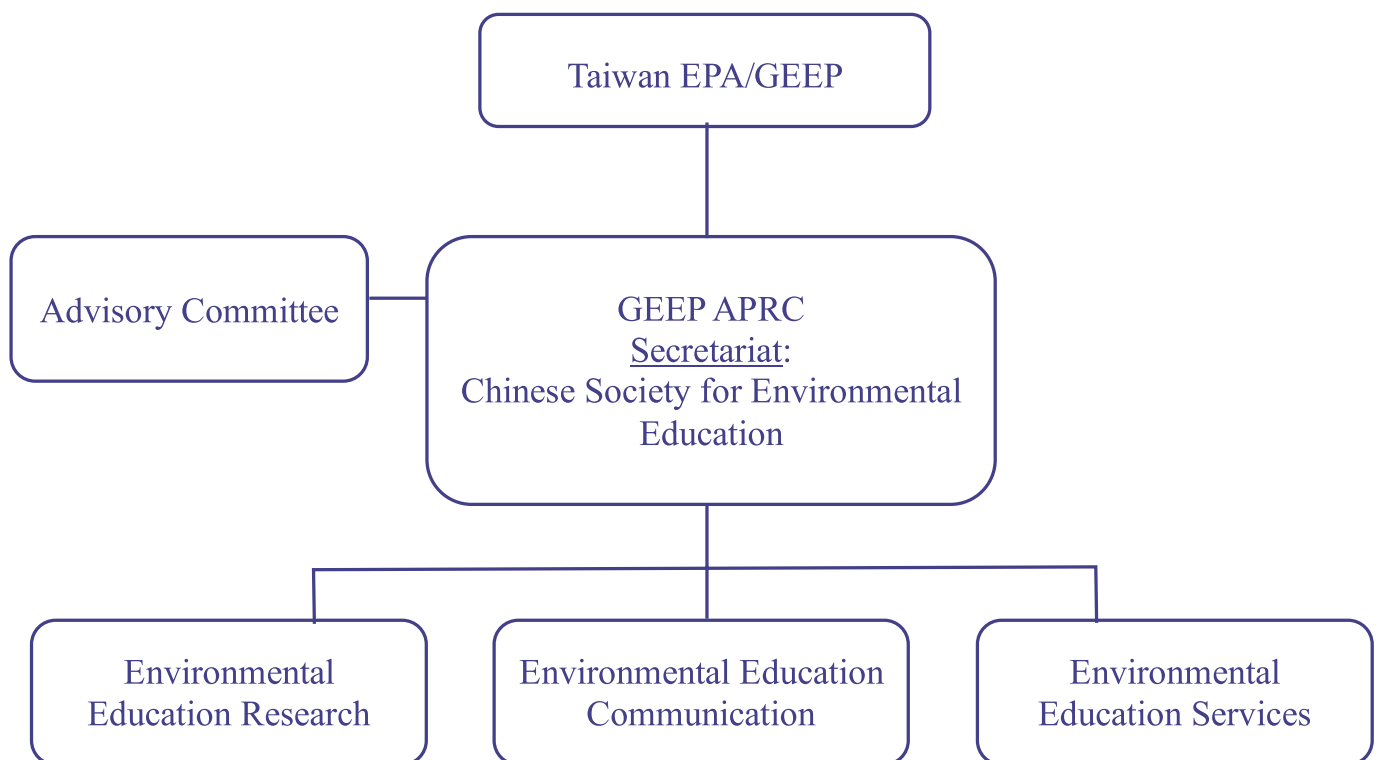 Taiwan EPA/GEEP
Advisory Committee
GEEP APRC
Secretariat:
Chinese Society for Environmental
Education
Environmental
Education Research
Environmental Education
Communication
Environmental
Education Services